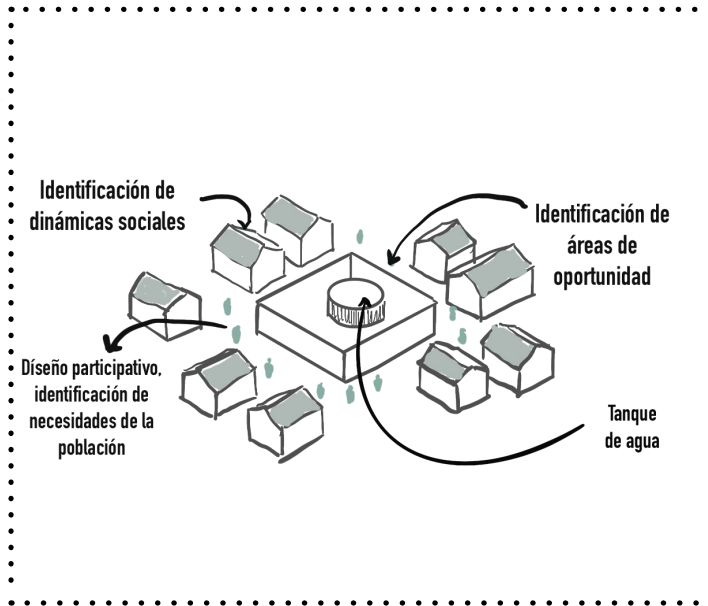 Identificación de
dinámicas sociales
Identificación de
áreas de
oportunidad
Díseño participativo,
identificación de
necesidades de la
población
Tanque
de agua